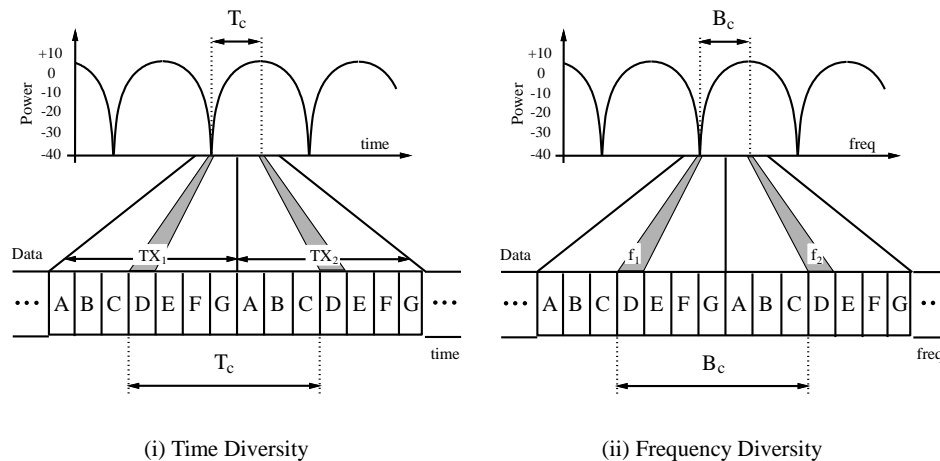 T_c
+10
0
-10
-20
-30
-40
Power
time
Data
TX_1
TX_2
••• A B C D E F G A B C D E F G •••
time
T_c
(i) Time Diversity
B_c
+10
0
-10
-20
-30
-40
Power
freq
Data
f_1
f_2
••• A B C D E F G A B C D E F G •••
freq
B_c
(ii) Frequency Diversity